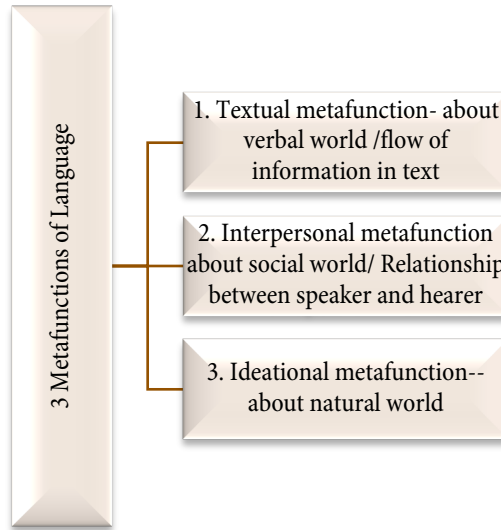 3 Metafunctions of Language
1. Textual metafunction- about
verbal world /flow of
information in text
2. Interpersonal metafunction
about social world/ Relationship
between speaker and hearer
3. Ideational metafunction--
about natural world